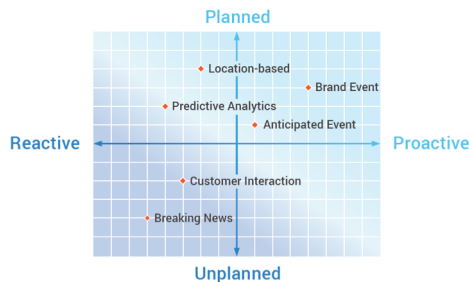 Planned
Location-based
Brand Event
Predictive Analytics
Anticipated Event
Reactive
Proactive
Customer Interaction
Breaking News
Unplanned